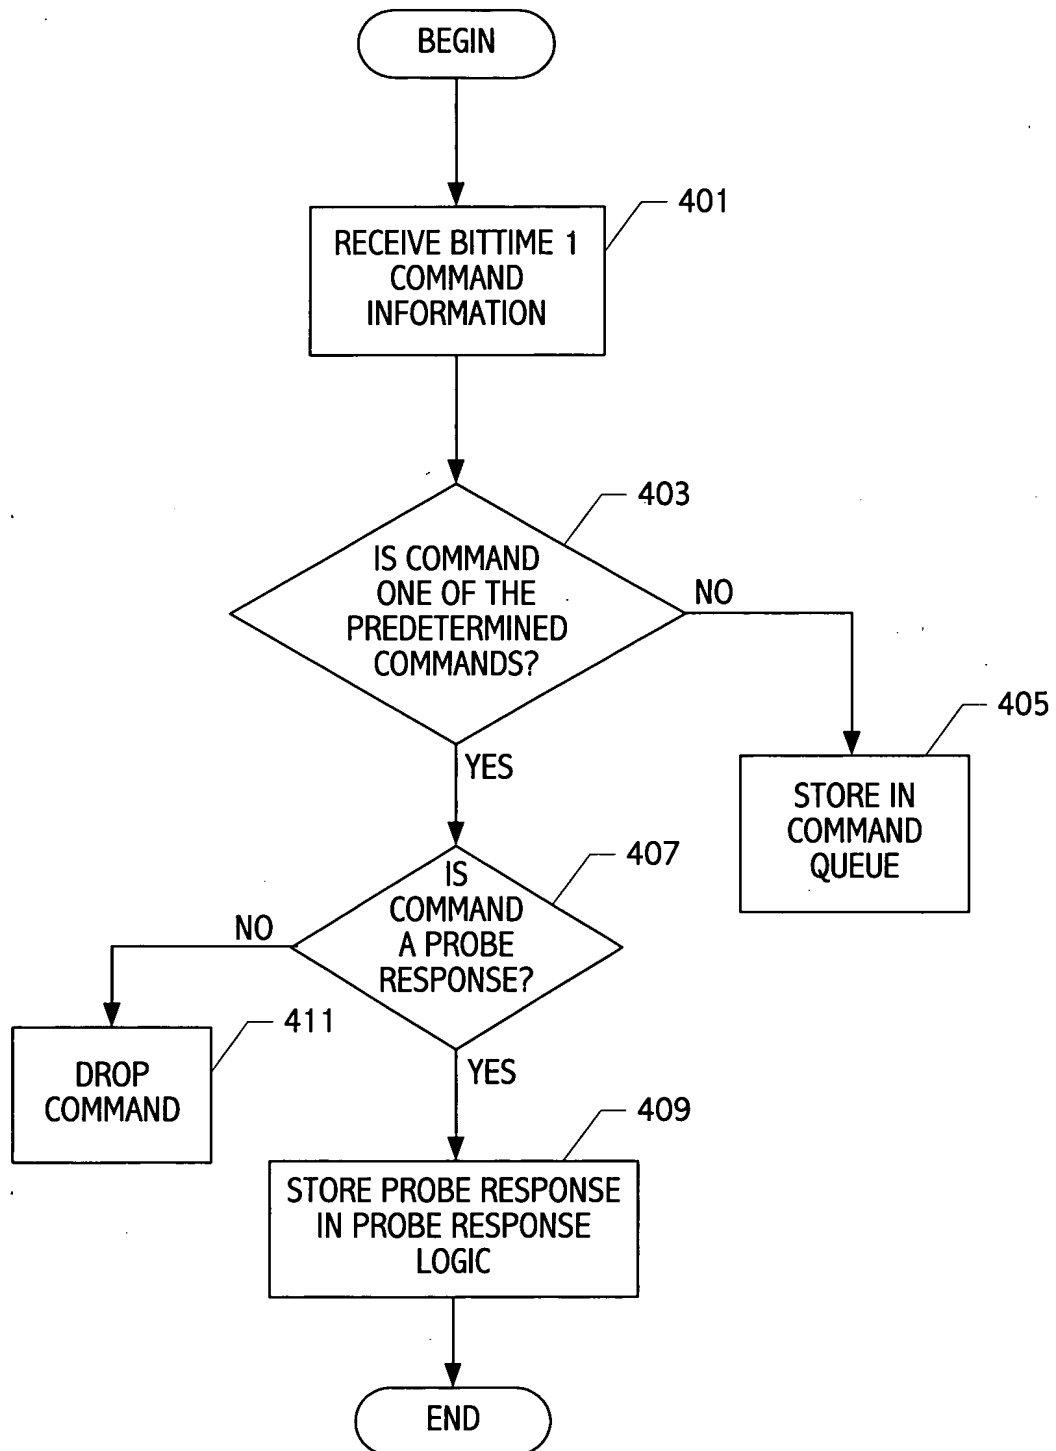 BEGIN
401
RECEIVE BITTIME 1
COMMAND
INFORMATION
403
IS COMMAND
ONE OF THE
PREDETERMINED
COMMANDS?
NO
405
STORE IN
COMMAND
QUEUE
YES
407
IS
COMMAND
A PROBE
RESPONSE?
NO
411
DROP
COMMAND
YES
409
STORE PROBE RESPONSE
IN PROBE RESPONSE
LOGIC
END